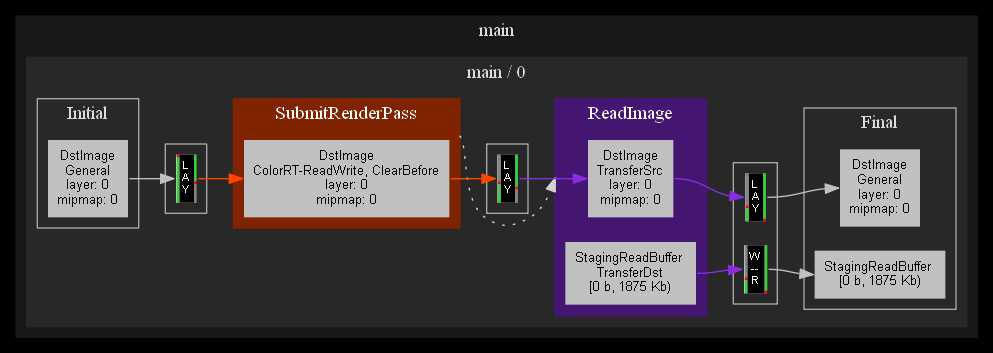 main
main / 0
Initial
DstImage
General
layer: 0
mipmap: 0
L
A
Y
SubmitRenderPass
DstImage
ColorRT-ReadWrite, ClearBefore
layer: 0
mipmap: 0
L
A
Y
ReadImage
DstImage
TransferSrc
layer: 0
mipmap: 0
StagingReadBuffer
TransferDst
[0 b, 1875 Kb)
L
A
Y
W
--
R
Final
DstImage
General
layer: 0
mipmap: 0
StagingReadBuffer
[0 b, 1875 Kb)